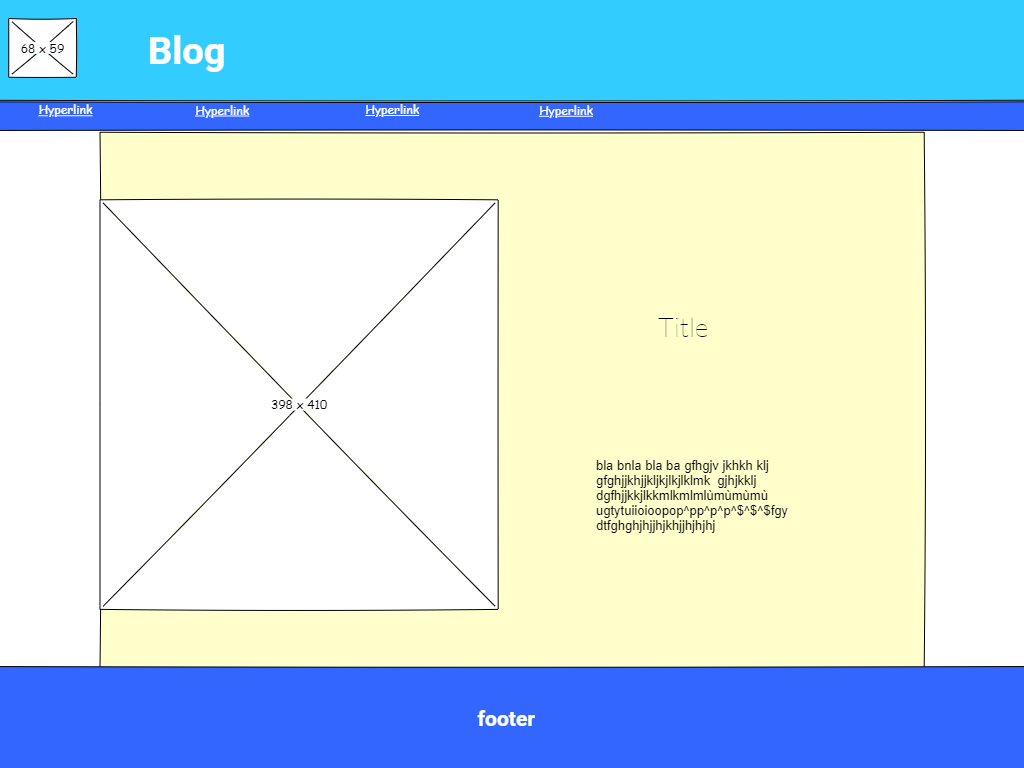 68 x 59
Blog
Hyperlink
Hyperlink
Hyperlink
Hyperlink
398 x 410
Title
bla bnla bla ba gfhgjv jkhkh klj
gfghjjkhjjkljkjlkjlklmk  gjhjkklj
dgfhjjkkjlkkmlkmlmlùmùmùmù
ugtytuiioioopop^pp^p^p^$^$^$fgy
dtfghghjhjjhjkhjjhjhjhj
footer